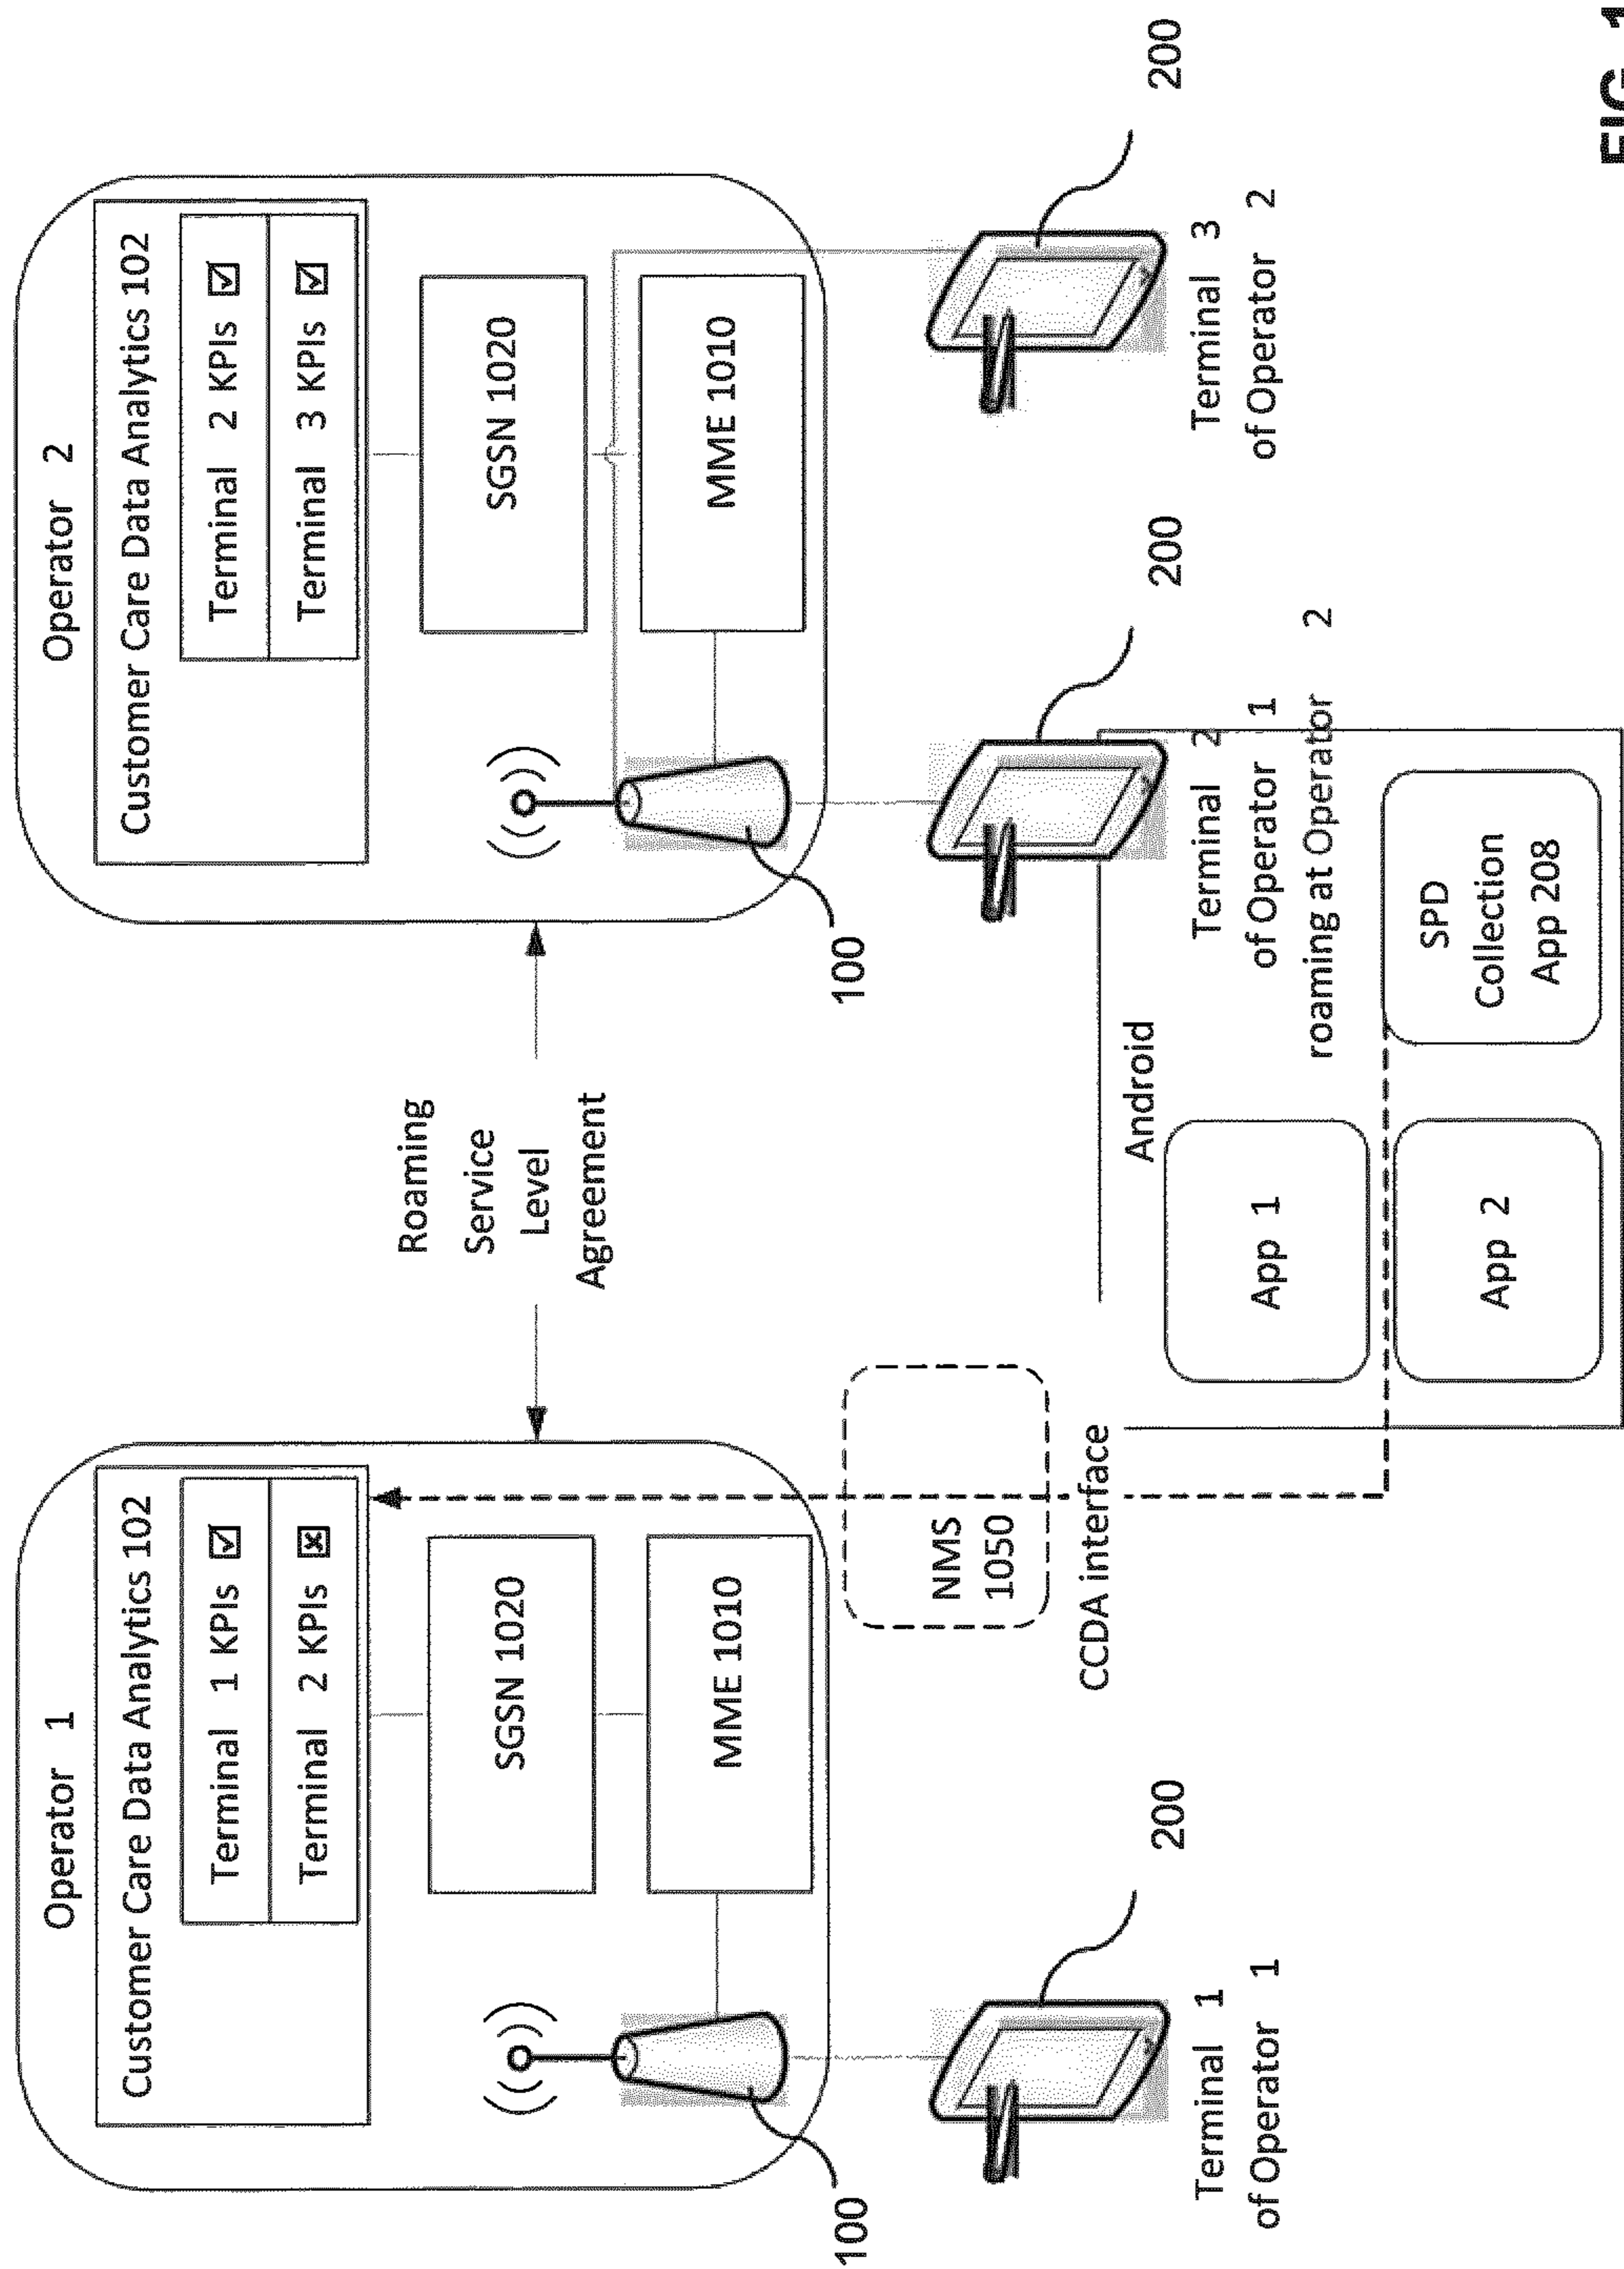 Operator 1
Customer Care Data Analytics 102
Terminal 1 KPIs ☑
Terminal 2 KPIs ☒
SGSN 1020
MME 1010
100
200
Terminal 1
of Operator 1
Roaming
Service
Level
Agreement
NMS
1050
CCDA interface
Operator 2
Customer Care Data Analytics 102
Terminal 2 KPIs ☑
Terminal 3 KPIs ☑
SGSN 1020
MME 1010
100
200
Terminal 2
of Operator 1
roaming at Operator 2
200
Terminal 3
of Operator 2
Android
App 1
App 2
SPD
Collection
App 208
FIG. 1